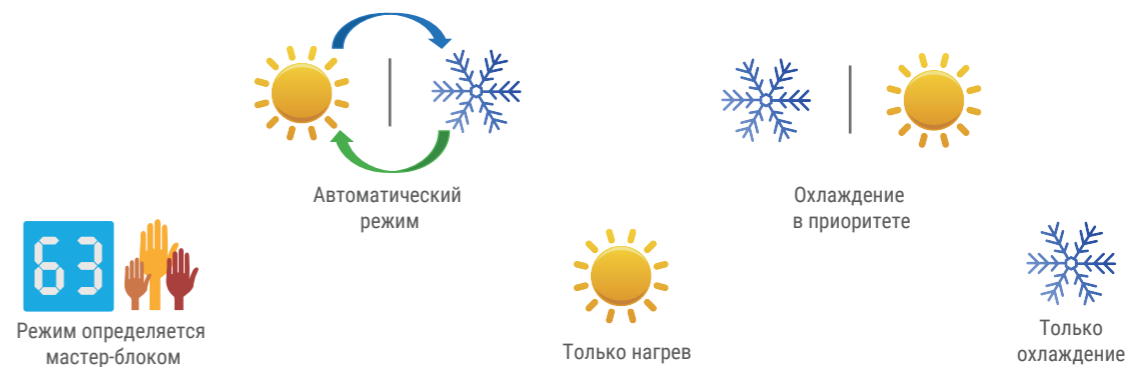 Автоматический
режим
Охлаждение
в приоритете
63
Режим определяется
мастер-блоком
Только нагрев
Только
охлаждение